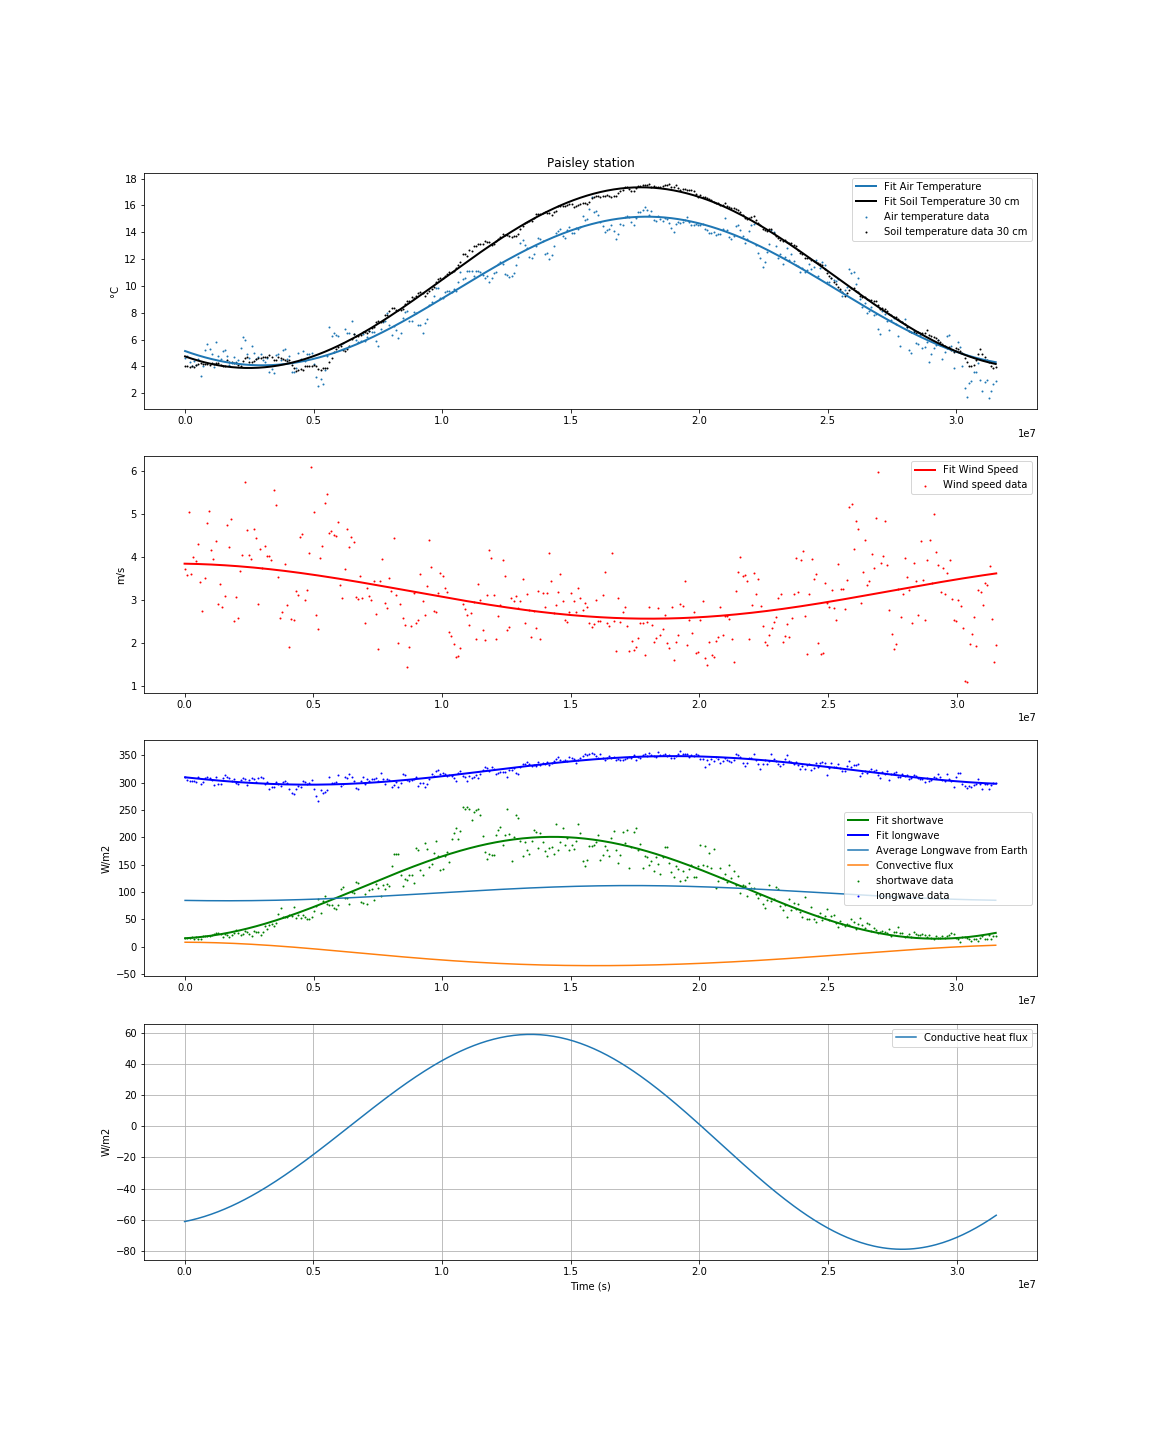 Paisley station
18
16
14
12
10
8
6
4
2
°C
Fit Air Temperature
Fit Soil Temperature 30 cm
Air temperature data
Soil temperature data 30 cm
0.0 0.5 1.0 1.5 2.0 2.5 3.0
1e7
6
5
4
3
2
1
m/s
Fit Wind Speed
Wind speed data
0.0 0.5 1.0 1.5 2.0 2.5 3.0
1e7
350
300
250
200
150
100
50
0
−50
W/m2
Fit shortwave
Fit longwave
Average Longwave from Earth
Convective flux
shortwave data
longwave data
0.0 0.5 1.0 1.5 2.0 2.5 3.0
1e7
60
40
20
0
−20
−40
−60
−80
W/m2
Conductive heat flux
0.0 0.5 1.0 1.5 2.0 2.5 3.0
1e7
Time (s)